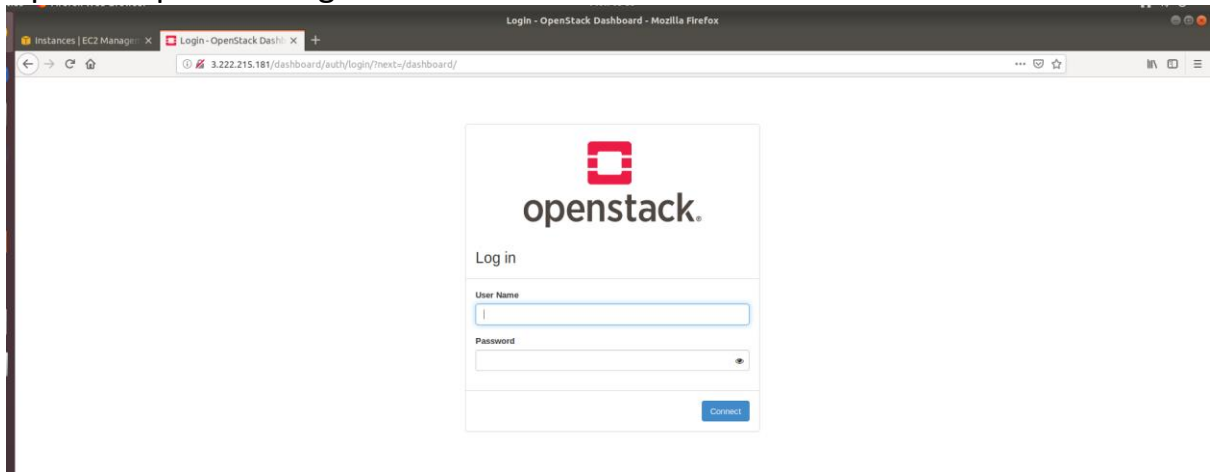 Login - OpenStack Dashboard - Mozilla Firefox
Instances | EC2 Manage
Login - OpenStack Dashb
3.222.215.181/dashboard/auth/login/?next=/dashboard/
openstack.
Log in
User Name
Password
Connect